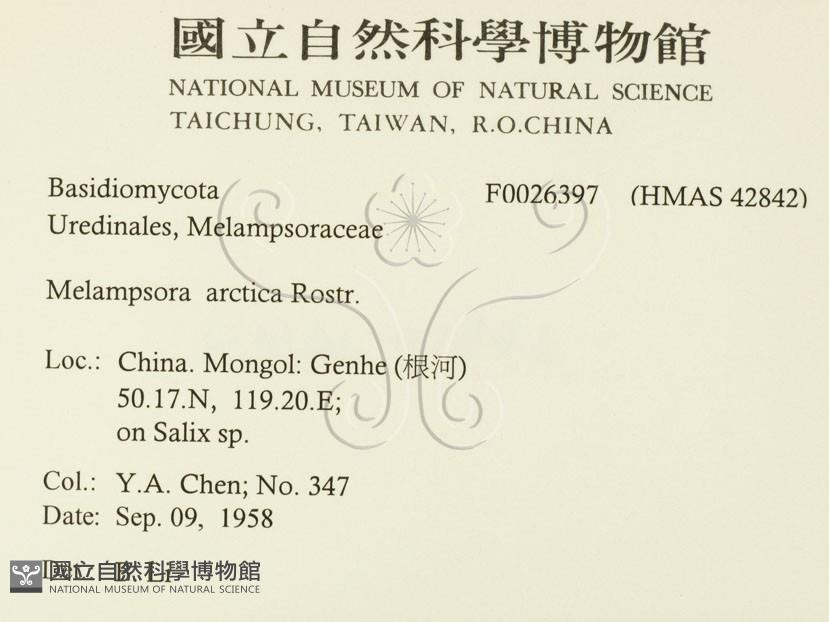 國立自然科學博物館
NATIONAL MUSEUM OF NATURAL SCIENCE
TAICHUNG, TAIWAN, R.O.CHINA
Basidiomycota F0026397 (HMAS 42842)
Uredinales, Melampsoraceae
Melampsora arctica Rostr.
Loc.: China. Mongol: Genhe (根河)
50.17.N, 119.20.E;
on Salix sp.
Col.: Y.A. Chen; No. 347
Date: Sep. 09, 1958
國立自然科學博物館
NATIONAL MUSEUM OF NATURAL SCIENCE